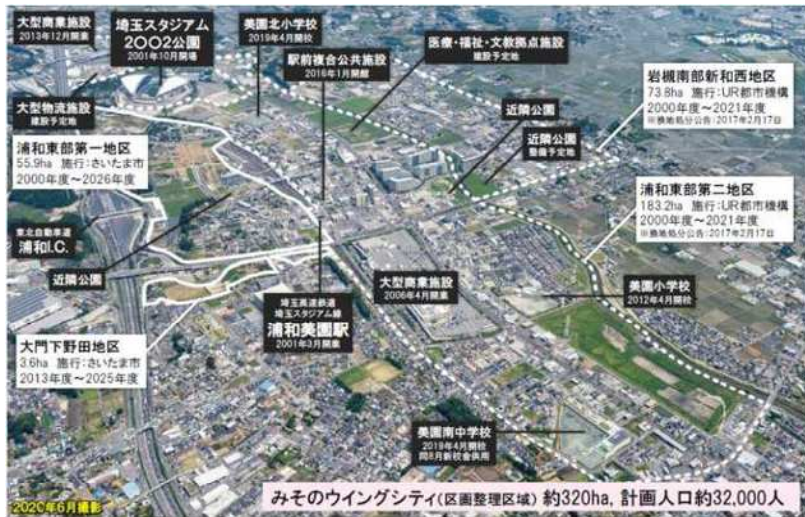 大型商業施設
2013年12月開業
埼玉スタジアム
2002公園
2001年10月開場
美園北小学校
2019年4月開校
駅前複合公共施設
2016年1月開館
医療・福祉・文教拠点施設
建設予定地
大型物流施設
建設予定地
近隣公園
近隣公園
整備予定地
岩槻南部新和西地区
73.8ha 施行:UR都市機構
2000年度～2021年度
※換地処分公告:2017年2月17日
浦和東部第一地区
55.9ha 施行:さいたま市
2000年度～2026年度
浦和東部第二地区
183.2ha 施行:UR都市機構
2000年度～2021年度
※換地処分公告:2017年2月17日
東北自動車道
浦和I.C.
近隣公園
埼玉高速鉄道
埼玉スタジアム線
浦和美園駅
2001年3月開業
大型商業施設
2006年4月開業
美園小学校
2012年4月開校
大門下野田地区
3.6ha 施行:さいたま市
2013年度～2025年度
美園南中学校
2019年4月開校
同8月新校舎供用
みそのウイングシティ(区画整理区域) 約320ha, 計画人口約32,000人
2020年6月撮影